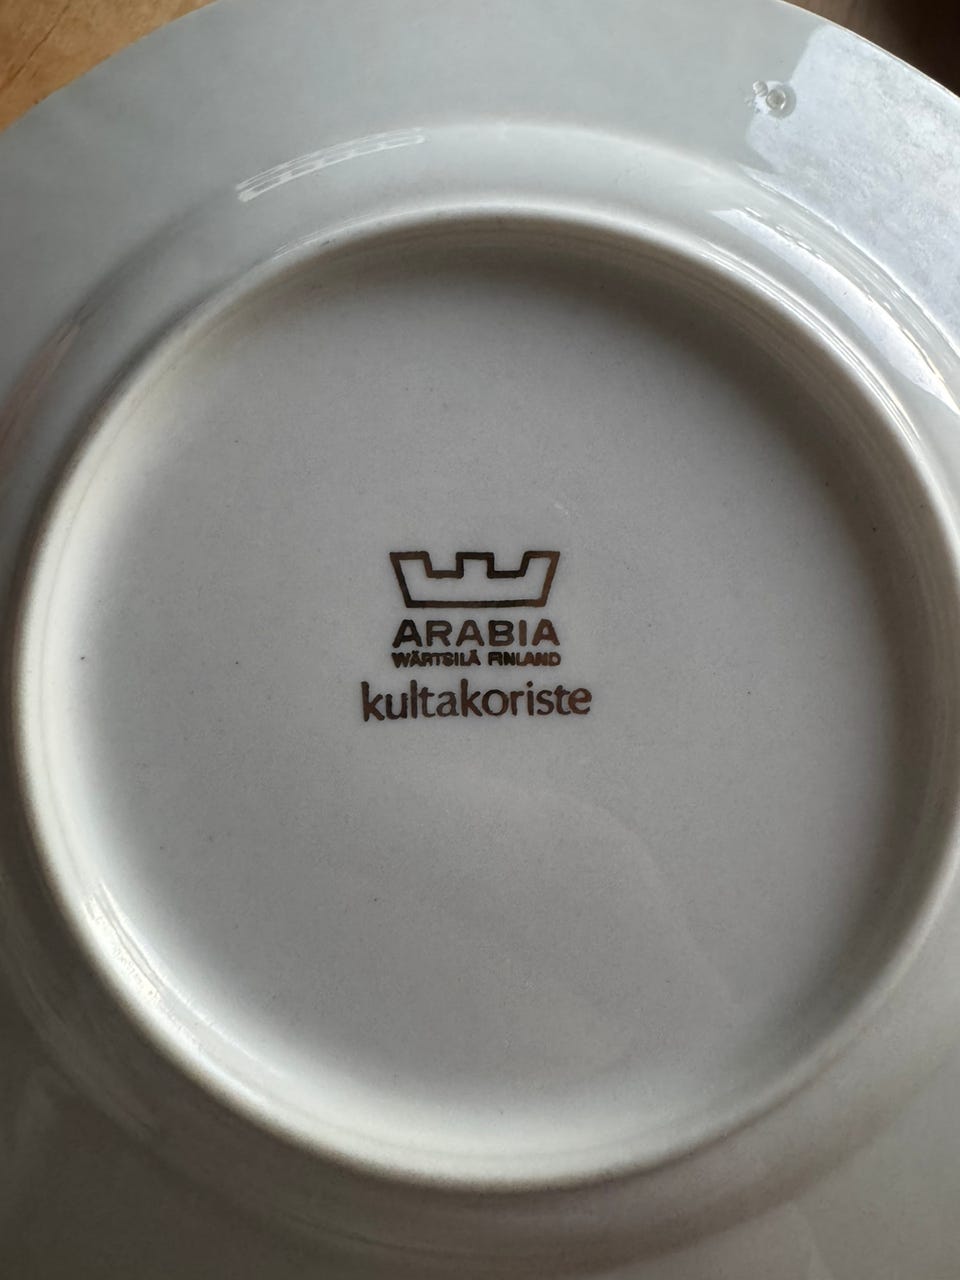 ARABIA
WÄRTSILÄ FINLAND
kultakoriste